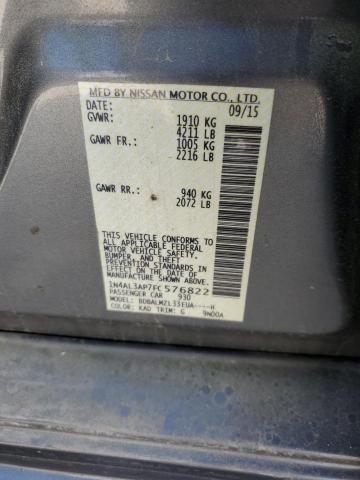 MFD BY NISSAN MOTOR CO., LTD.
DATE: 09/15
GVWR: 1910 KG
4211 LB
GAWR FR.: 1005 KG
2216 LB
GAWR RR.: 940 KG
2072 LB
THIS VEHICLE CONFORMS TO
ALL APPLICABLE FEDERAL
MOTOR VEHICLE SAFETY,
BUMPER, AND THEFT
PREVENTION STANDARDS
IN EFFECT ON THE DATE OF
MANUFACTURE SHOWN ABOVE.
1N4AL3AP7FC576822
PASSENGER CAR 930
MODEL: BDBALMZL33EUA----H
COLOR: KAD TRIM: G 9N00A